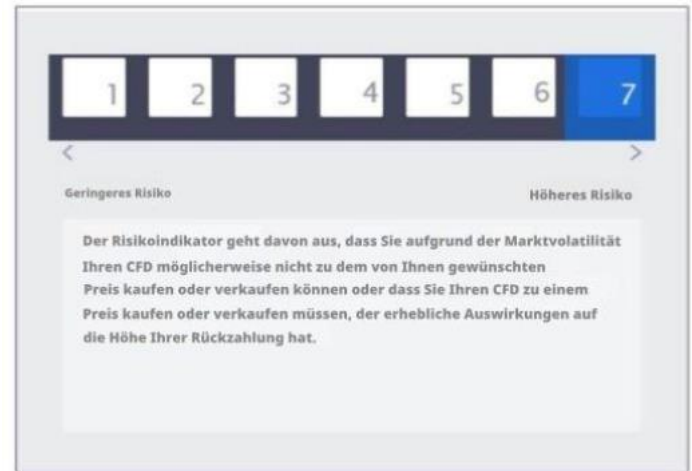 1 2 3 4 5 6 7
< >
Geringeres Risiko Höheres Risiko
Der Risikoindikator geht davon aus, dass Sie aufgrund der Marktvolatilität
Ihren CFD möglicherweise nicht zu dem von Ihnen gewünschten
Preis kaufen oder verkaufen können oder dass Sie Ihren CFD zu einem
Preis kaufen oder verkaufen müssen, der erhebliche Auswirkungen auf
die Höhe Ihrer Rückzahlung hat.